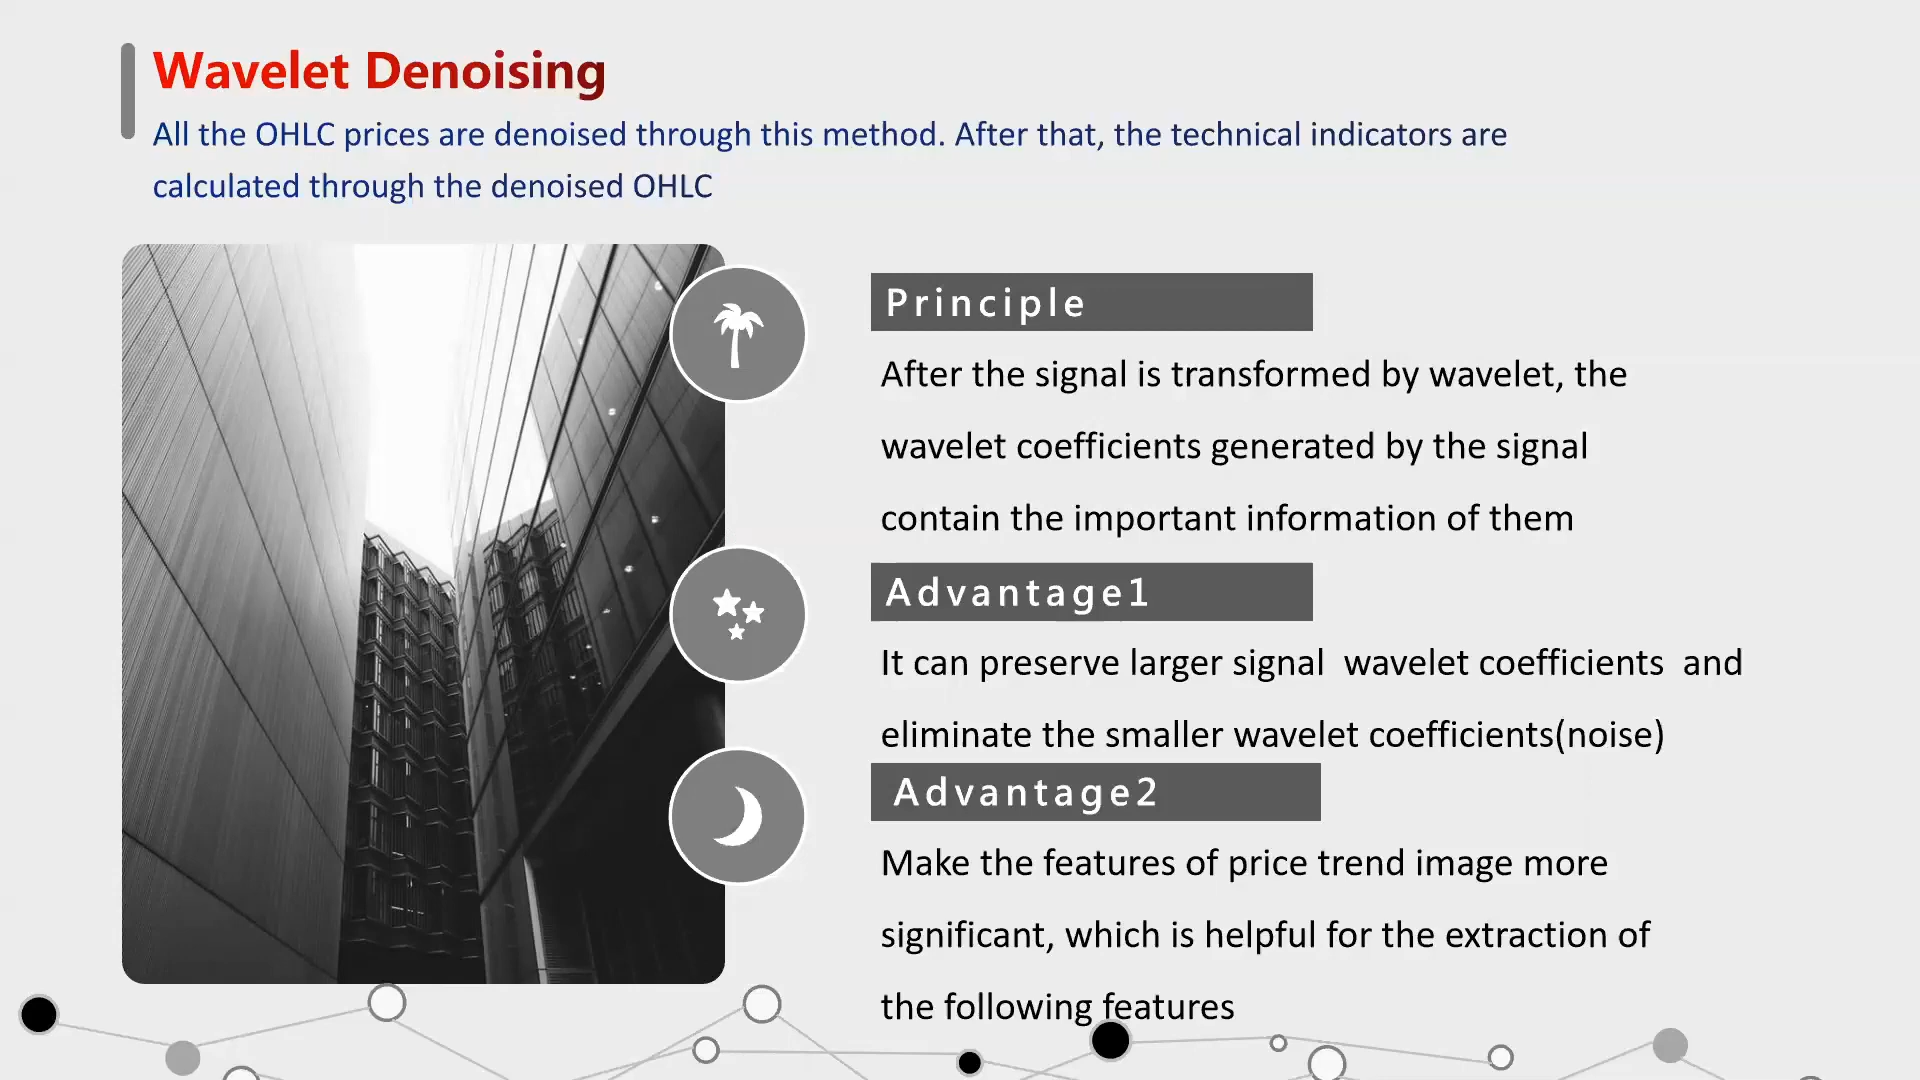 Wavelet Denoising
All the OHLC prices are denoised through this method. After that, the technical indicators are
calculated through the denoised OHLC
Principle
After the signal is transformed by wavelet, the
wavelet coefficients generated by the signal
contain the important information of them
Advantage1
It can preserve larger signal  wavelet coefficients  and
eliminate the smaller wavelet coefficients(noise)
Advantage2
Make the features of price trend image more
significant, which is helpful for the extraction of
the following features